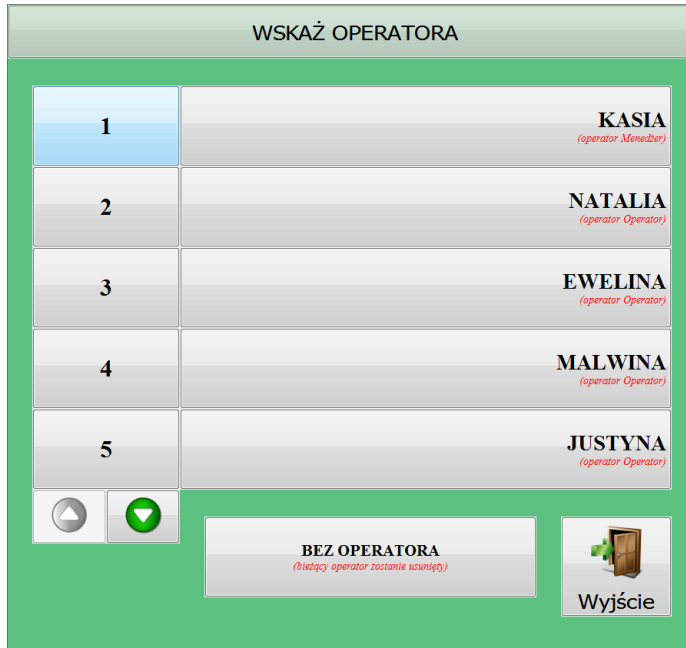 WSKAŻ OPERATORA
1
KASIA
(operator Menedżer)
2
NATALIA
(operator Operator)
3
EWELINA
(operator Operator)
4
MALWINA
(operator Operator)
5
JUSTYNA
(operator Operator)
BEZ OPERATORA
(bieżący operator zostanie usunięty)
Wyjście